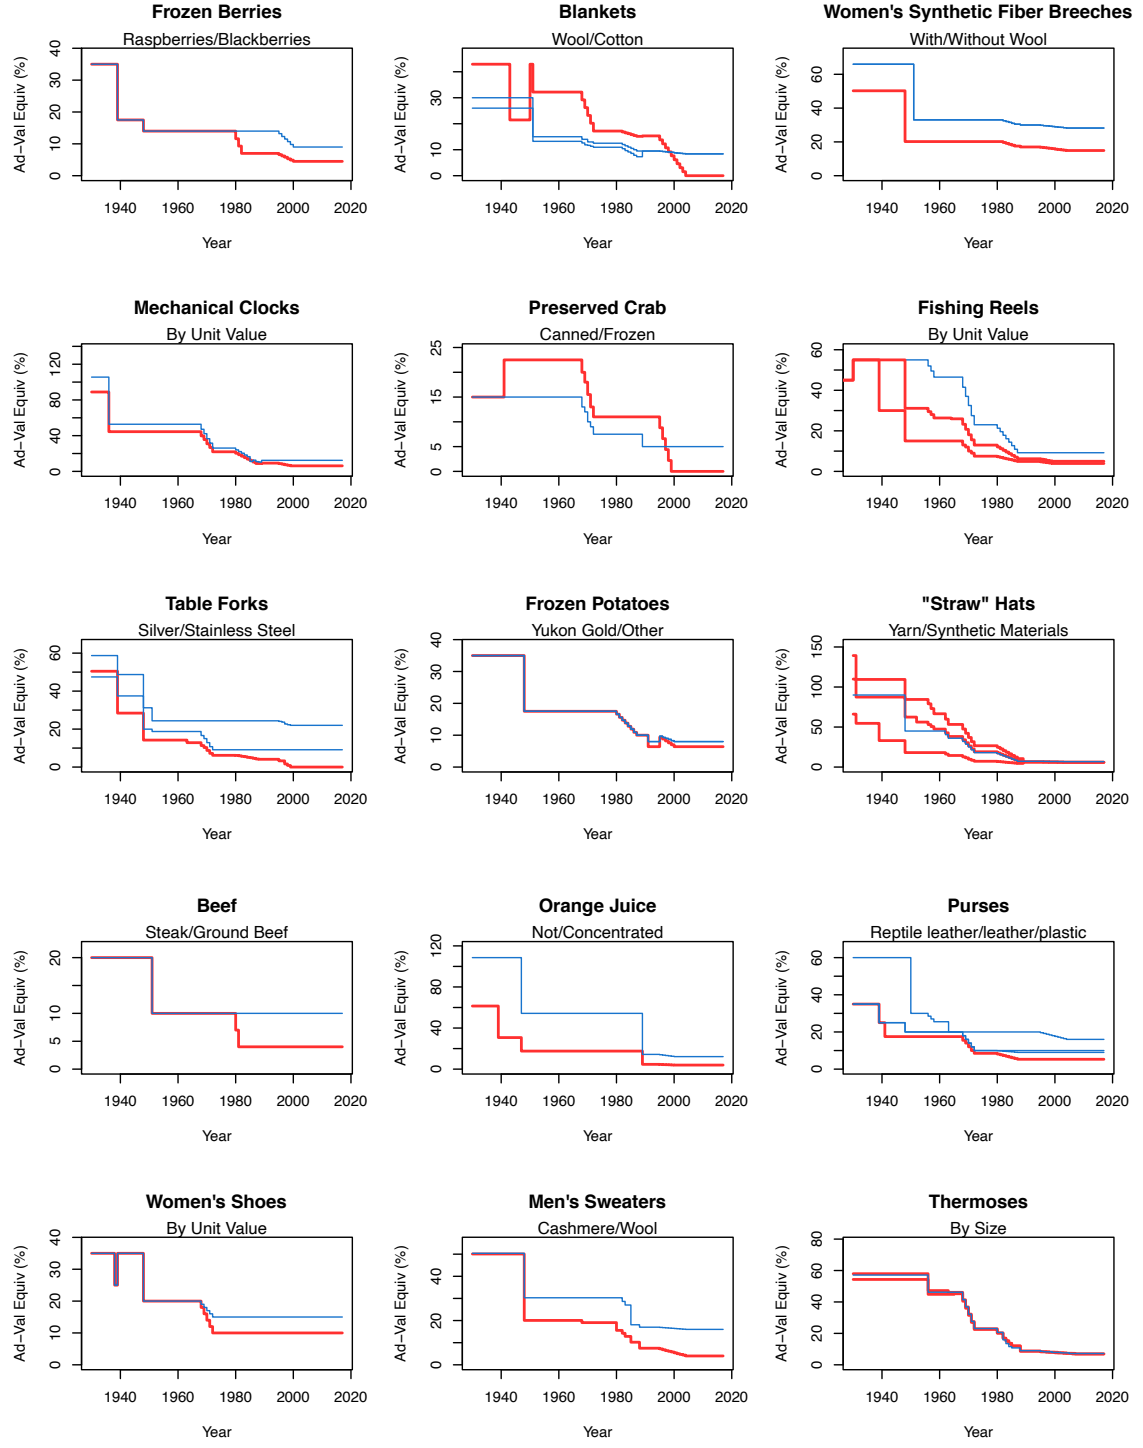 Frozen Berries
Raspberries/Blackberries
Ad−Val Equiv (%)
40
30
20
10
0
1940 1960 1980 2000 2020
Year
Blankets
Wool/Cotton
Ad−Val Equiv (%)
30
10
0
1940 1960 1980 2000 2020
Year
Women's Synthetic Fiber Breeches
With/Without Wool
Ad−Val Equiv (%)
60
40
20
0
1940 1960 1980 2000 2020
Year
Mechanical Clocks
By Unit Value
Ad−Val Equiv (%)
120
80
40
0
1940 1960 1980 2000 2020
Year
Preserved Crab
Canned/Frozen
Ad−Val Equiv (%)
25
15
5
0
1940 1960 1980 2000 2020
Year
Fishing Reels
By Unit Value
Ad−Val Equiv (%)
60
40
20
0
1940 1960 1980 2000 2020
Year
Table Forks
Silver/Stainless Steel
Ad−Val Equiv (%)
60
40
20
0
1940 1960 1980 2000 2020
Year
Frozen Potatoes
Yukon Gold/Other
Ad−Val Equiv (%)
40
30
20
10
0
1940 1960 1980 2000 2020
Year
"Straw" Hats
Yarn/Synthetic Materials
Ad−Val Equiv (%)
150
100
50
0
1940 1960 1980 2000 2020
Year
Beef
Steak/Ground Beef
Ad−Val Equiv (%)
20
10
5
0
1940 1960 1980 2000 2020
Year
Orange Juice
Not/Concentrated
Ad−Val Equiv (%)
120
80
40
0
1940 1960 1980 2000 2020
Year
Purses
Reptile leather/leather/plastic
Ad−Val Equiv (%)
60
40
20
0
1940 1960 1980 2000 2020
Year
Women's Shoes
By Unit Value
Ad−Val Equiv (%)
40
30
20
10
0
1940 1960 1980 2000 2020
Year
Men's Sweaters
Cashmere/Wool
Ad−Val Equiv (%)
40
20
0
1940 1960 1980 2000 2020
Year
Thermoses
By Size
Ad−Val Equiv (%)
80
60
40
20
0
1940 1960 1980 2000 2020
Year